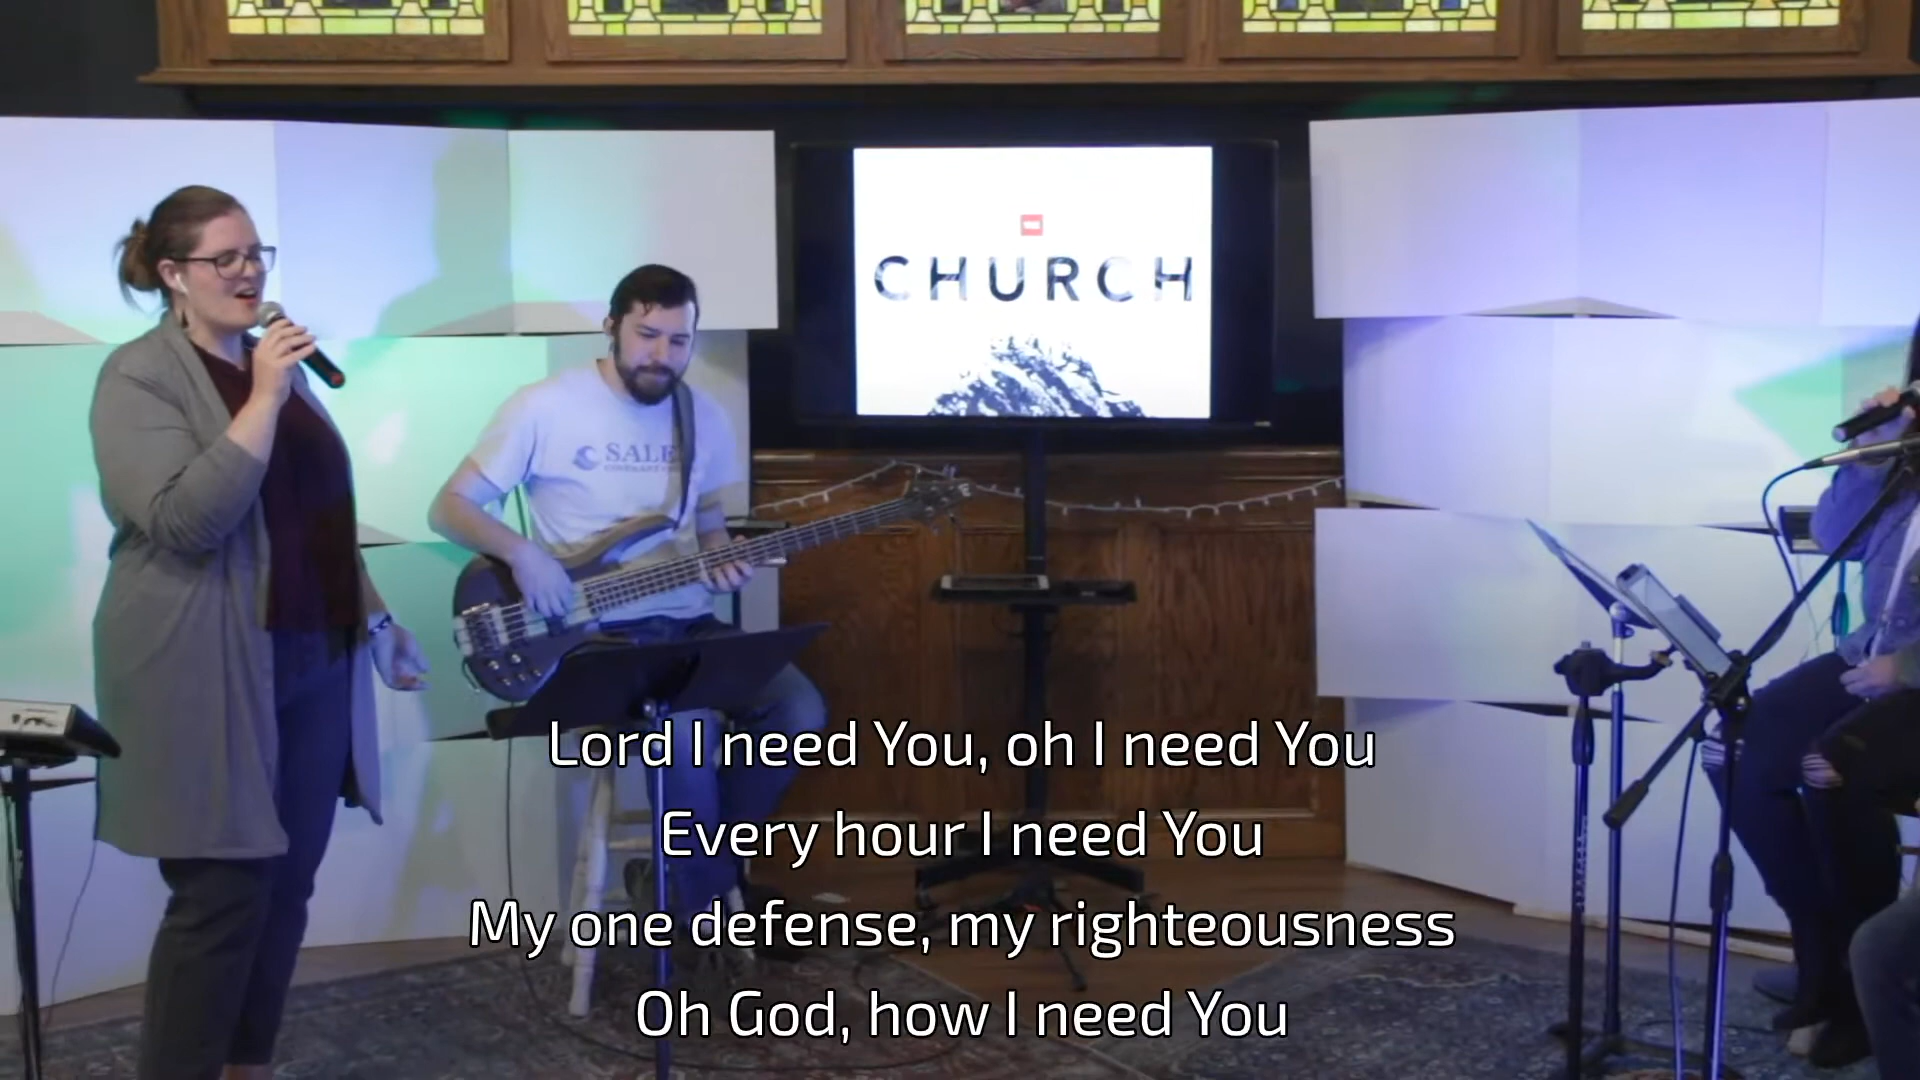 CHURCH
SALE
Lord I need You, oh I need You
Every hour I need You
My one defense, my righteousness
Oh God, how I need You